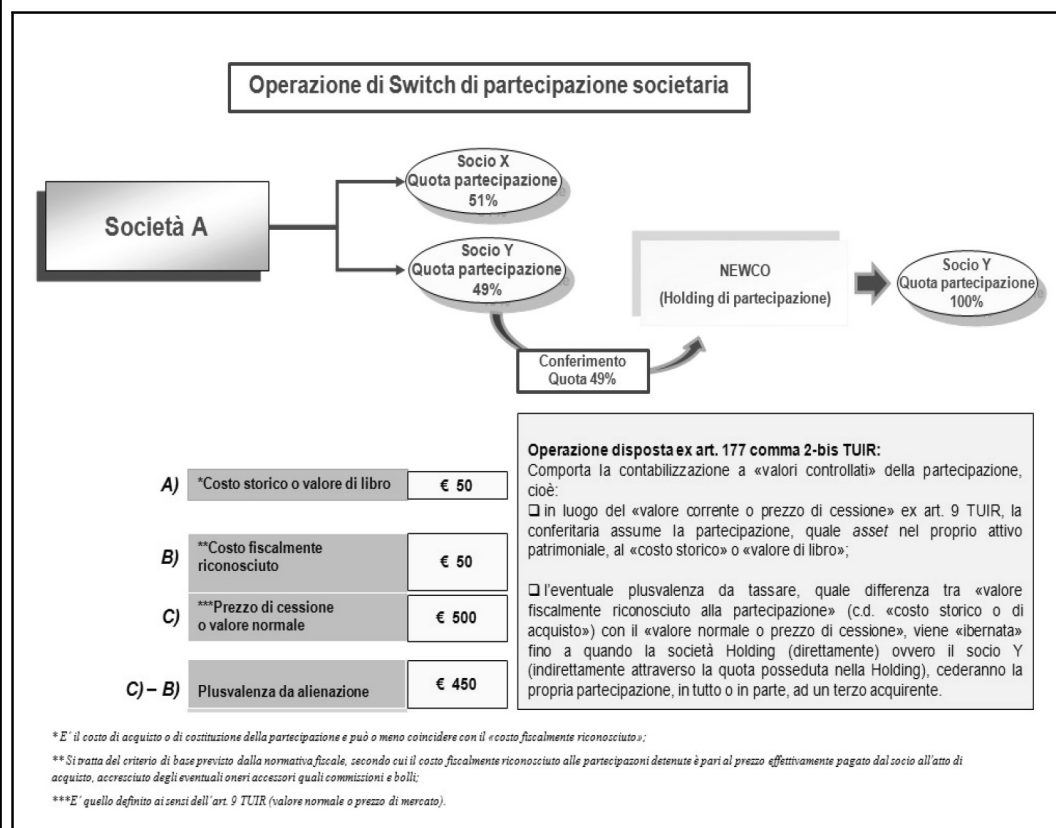 Operazione di Switch di partecipazione societaria
Socio X
Quota partecipazione
51%
Società A
Socio Y
Quota partecipazione
49%
NEWCO
(Holding di partecipazione)
Socio Y
Quota partecipazione
100%
Conferimento
Quota 49%
A) *Costo storico o valore di libro € 50
B) **Costo fiscalmente
riconosciuto € 50
C) ***Prezzo di cessione
o valore normale € 500
C) – B) Plusvalenza da alienazione € 450
Operazione disposta ex art. 177 comma 2-bis TUIR:
Comporta la contabilizzazione a «valori controllati» della partecipazione,
cioè:
❑ in luogo del «valore corrente o prezzo di cessione» ex art. 9 TUIR, la
conferitaria assume la partecipazione, quale asset nel proprio attivo
patrimoniale, al «costo storico» o «valore di libro»;
❑ l'eventuale plusvalenza da tassare, quale differenza tra «valore
fiscalmente riconosciuto alla partecipazione» (c.d. «costo storico o di
acquisto») con il «valore normale o prezzo di cessione», viene «ibernata»
fino a quando la società Holding (direttamente) ovvero il socio Y
(indirettamente attraverso la quota posseduta nella Holding), cederanno la
propria partecipazione, in tutto o in parte, ad un terzo acquirente.
* E' il costo di acquisto o di costituzione della partecipazione e può o meno coincidere con il «costo fiscalmente riconosciuto»;
** Si tratta del criterio di base previsto dalla normativa fiscale, secondo cui il costo fiscalmente riconosciuto alle partecipazoni detenute è pari al prezzo effettivamente pagato dal socio all'atto di
acquisto, accresciuto degli eventuali oneri accessori quali commissioni e bolli;
***E' quello definito ai sensi dell'art. 9 TUIR (valore normale o prezzo di mercato).